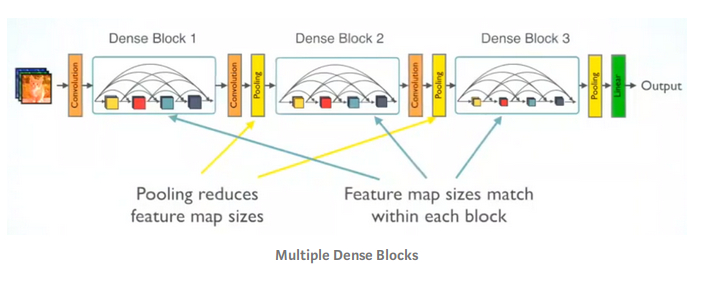 Dense Block 1
Dense Block 2
Dense Block 3
Convolution
Convolution
Pooling
Convolution
Pooling
Pooling
Linear
Output
Pooling reduces
feature map sizes
Feature map sizes match
within each block
Multiple Dense Blocks